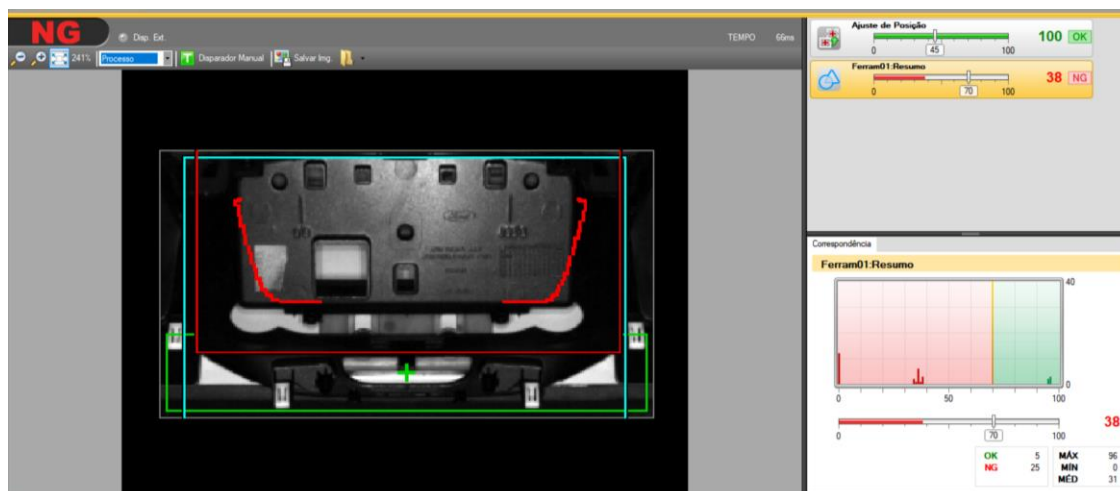 NG
Disp. Ext.
TEMPO 66ms
241% Processo Disparador Manual Salvar Img.
Ajuste de Posição
100 OK
0 45 100
Ferram01:Resumo
38 NG
0 70 100
Correspondência
Ferram01:Resumo
40
0
0 50 100
38
0 70 100
OK 5 MÁX 96
NG 25 MÍN 0
MÉD 31